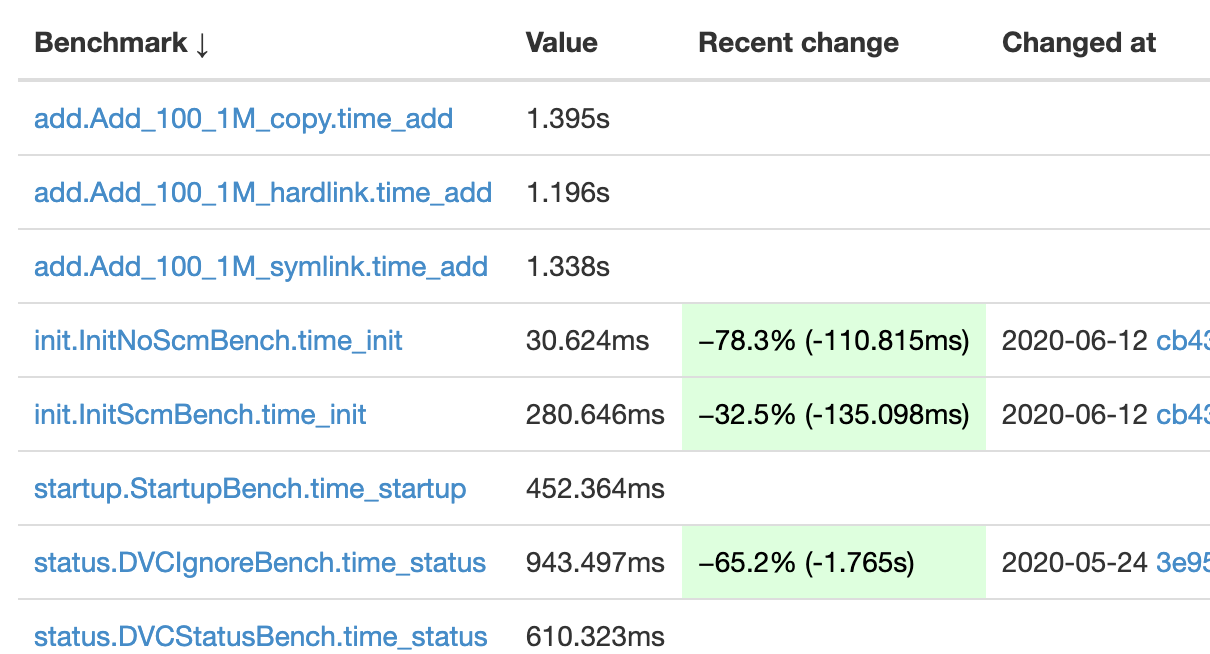 Benchmark ↓ Value Recent change Changed at
add.Add_100_1M_copy.time_add 1.395s
add.Add_100_1M_hardlink.time_add 1.196s
add.Add_100_1M_symlink.time_add 1.338s
init.InitNoScmBench.time_init 30.624ms −78.3% (-110.815ms) 2020-06-12 cb43
init.InitScmBench.time_init 280.646ms −32.5% (-135.098ms) 2020-06-12 cb43
startup.StartupBench.time_startup 452.364ms
status.DVCIgnoreBench.time_status 943.497ms −65.2% (-1.765s) 2020-05-24 3e95
status.DVCStatusBench.time_status 610.323ms